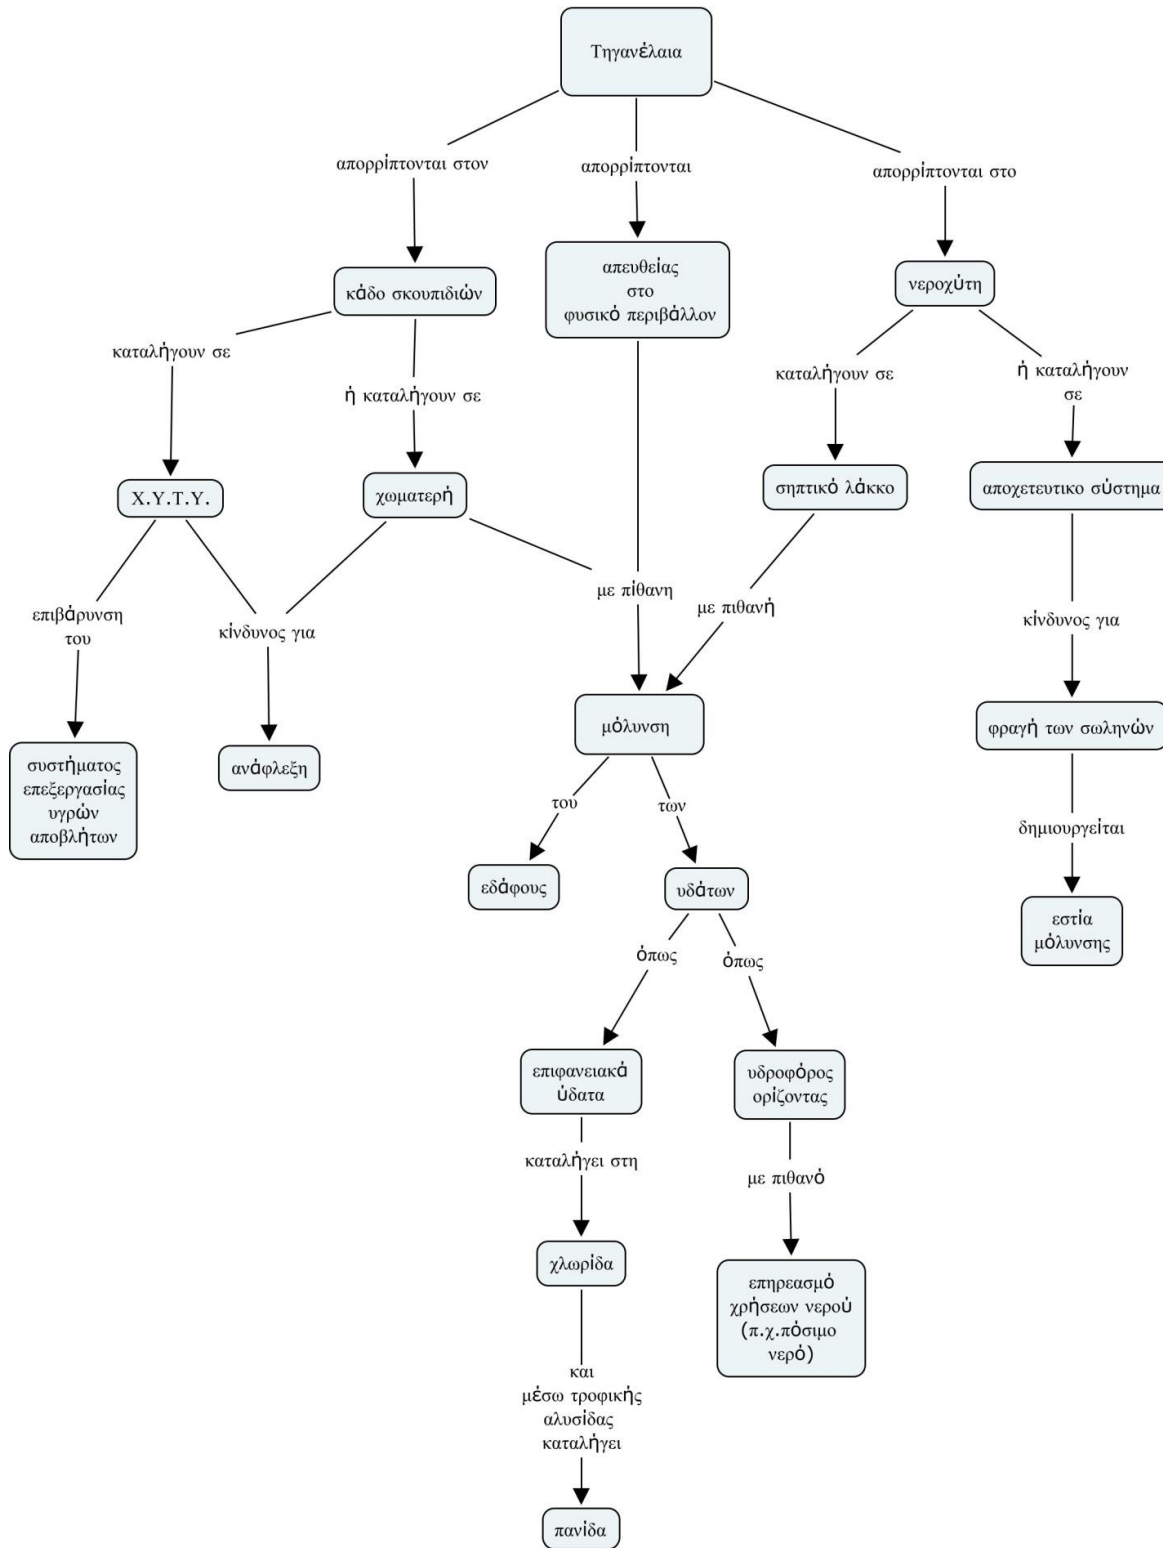 Τηγανέλαια
απορρίπτονται στον
απορρίπτονται
απορρίπτονται στο
κάδο σκουπιδιών
απευθείας
στο
φυσικό περιβάλλον
νεροχύτη
καταλήγουν σε
ή καταλήγουν σε
καταλήγουν σε
ή καταλήγουν
σε
Χ.Υ.Τ.Υ.
χωματερή
σηπτικό λάκκο
αποχετευτικο σύστημα
επιβάρυνση
του
κίνδυνος για
με πίθανη
με πιθανή
κίνδυνος για
συστήματος
επεξεργασίας
υγρών
αποβλήτων
ανάφλεξη
μόλυνση
φραγή των σωληνών
του
των
δημιουργείται
εδάφους
υδάτων
εστία
μόλυνσης
όπως
όπως
επιφανειακά
ύδατα
υδροφόρος
ορίζοντας
καταλήγει στη
με πιθανό
χλωρίδα
επηρεασμό
χρήσεων νερού
(π.χ.πόσιμο
νερό)
και
μέσω τροφικής
αλυσίδας
καταλήγει
πανίδα